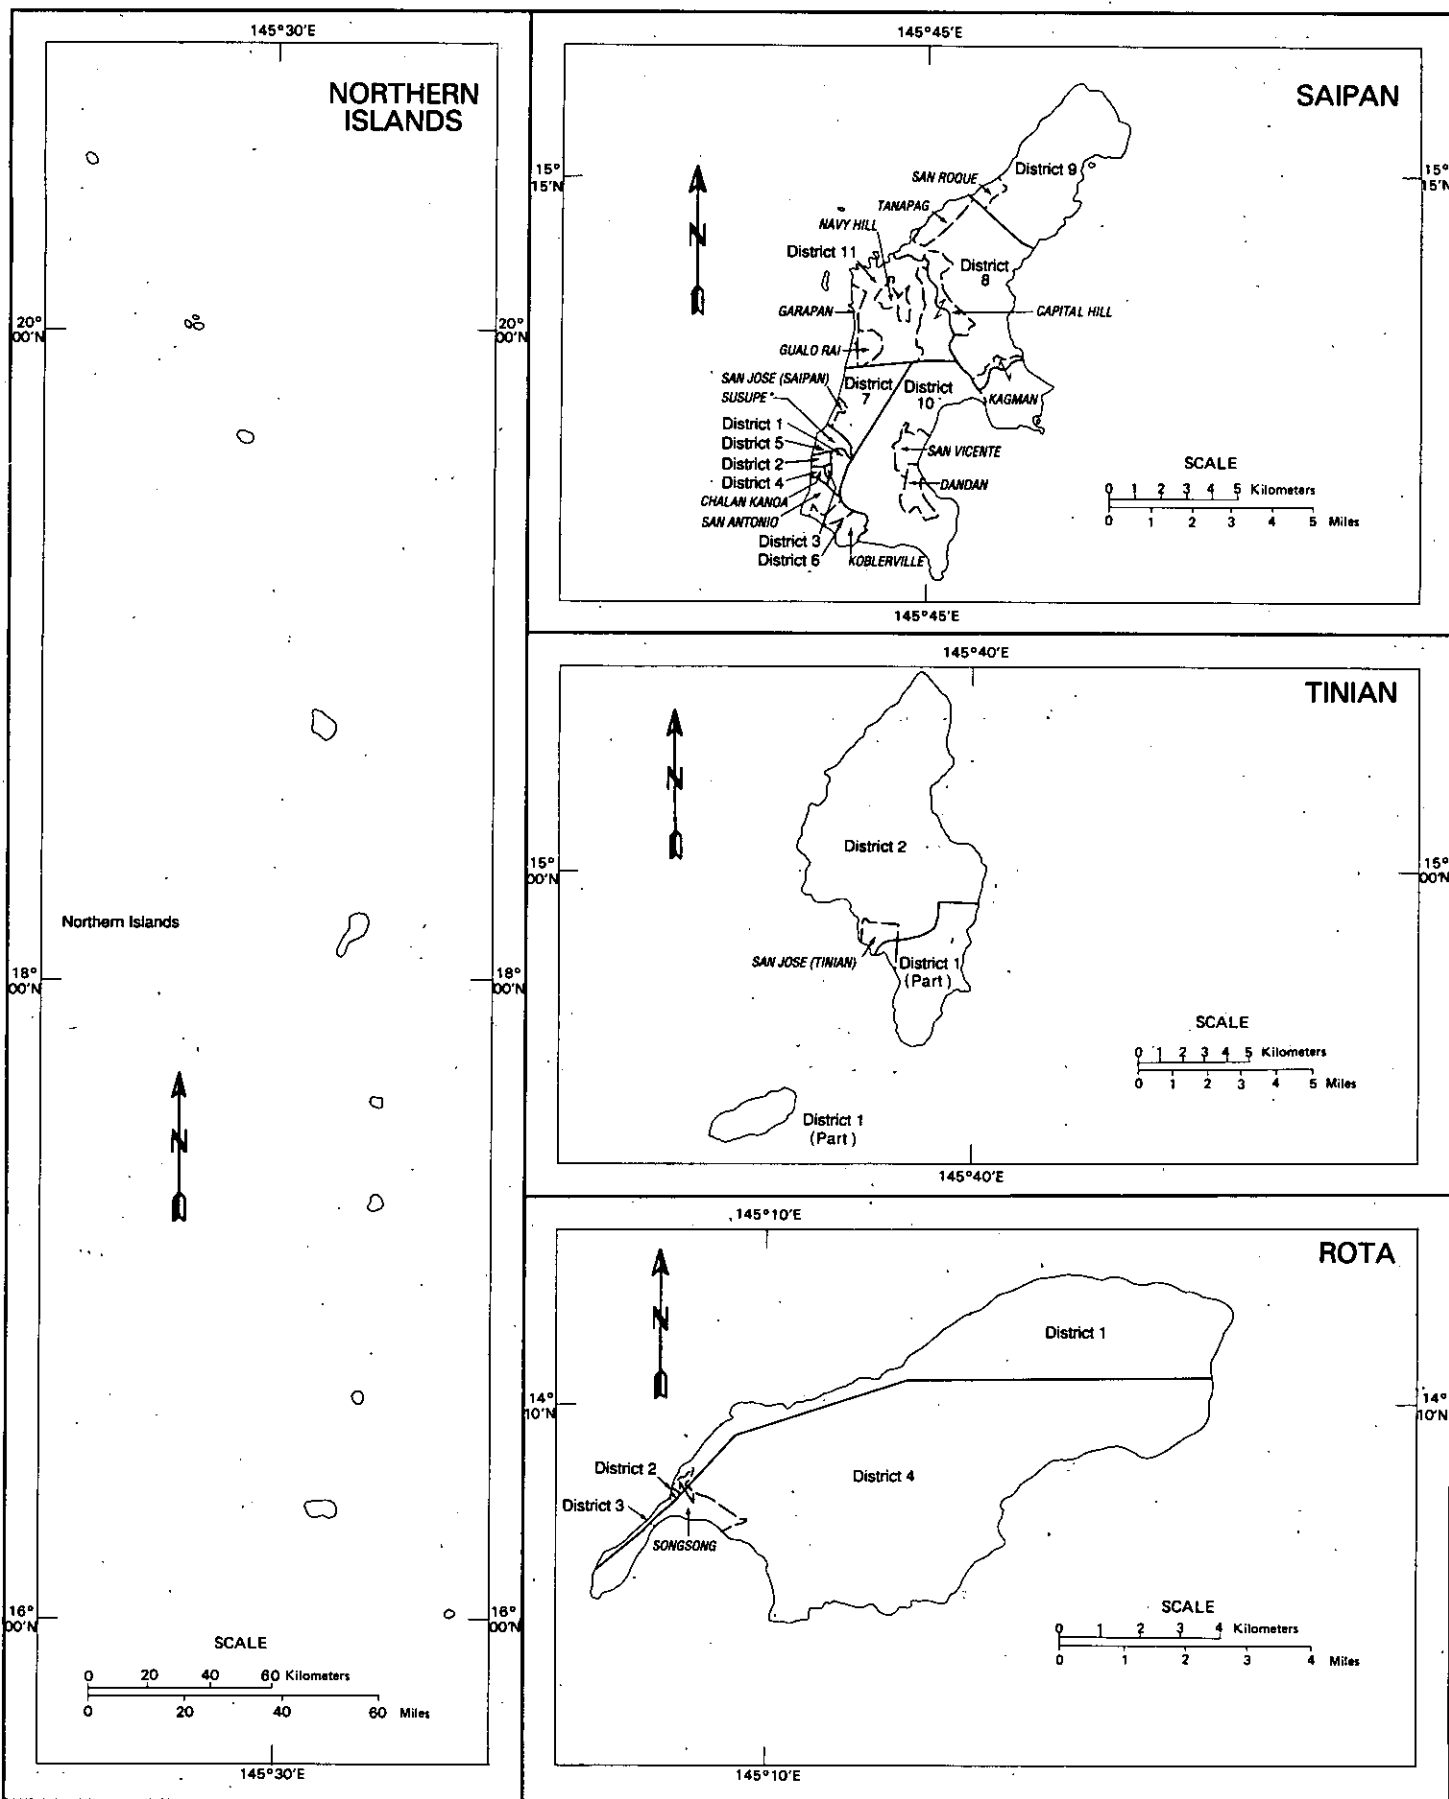 145°30'E
NORTHERN
ISLANDS
20°
00'N
20°
00'N
Northern Islands
18°
00'N
18°
00'N
N
16°
00'N
16°
00'N
SCALE
0 20 40 60 Kilometers
0 20 40 60 Miles
145°30'E
145°45'E
SAIPAN
15°
15'N
15°
15'N
N
District 9
SAN ROQUE
TANAPAG
NAVY HILL
District 11
District
8
GARAPAN
CAPITAL HILL
GUALO RAI
SAN JOSE (SAIPAN)
District
7
District
10
SUSUPE
KAGMAN
District 1
District 5
SAN VICENTE
District 2
District 4
DANDAN
CHALAN KANOA
SAN ANTONIO
District 3
District 6
KOBLERVILLE
SCALE
0 1 2 3 4 5 Kilometers
0 1 2 3 4 5 Miles
145°45'E
145°40'E
TINIAN
N
District 2
15°
00'N
15°
00'N
SAN JOSE (TINIAN)
District 1
(Part)
SCALE
0 1 2 3 4 5 Kilometers
0 1 2 3 4 5 Miles
District 1
(Part)
145°40'E
145°10'E
ROTA
N
District 1
14°
10'N
14°
10'N
District 2
District 4
District 3
SONGSONG
SCALE
0 1 2 3 4 Kilometers
0 1 2 3 4 Miles
145°10'E